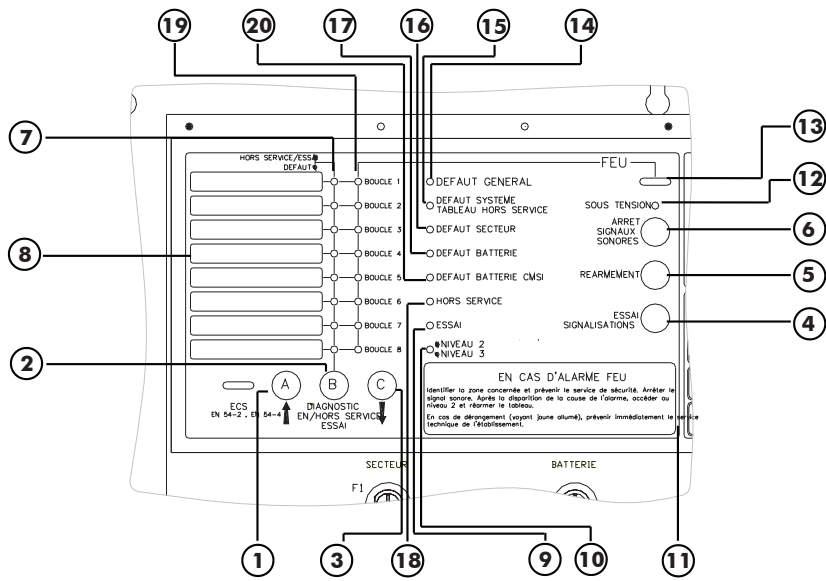 19 20 17 16 15 14
7
13
12
6
8
5
4
2
HORS SERVICE/ESSAI
DEFAUT
FEU
BOUCLE 1
BOUCLE 2
BOUCLE 3
BOUCLE 4
BOUCLE 5
BOUCLE 6
BOUCLE 7
BOUCLE 8
DEFAUT GENERAL
DEFAUT SYSTEME
TABLEAU HORS SERVICE
DEFAUT SECTEUR
DEFAUT BATTERIE
DEFAUT BATTERIE CMSI
HORS SERVICE
ESSAI
NIVEAU 2
NIVEAU 3
SOUS TENSION
ARRET
SIGNAUX
SONORES
REARMEMENT
ESSAI
SIGNALISATIONS
A B C
ECS
EN 54-2 . EN 54-4
DIAGNOSTIC
EN/HORS SERVICE
ESSAI
EN CAS D'ALARME FEU
Identifier la zone concernée et prévenir le service de sécurité. Arrêter le
signal sonore. Après la disparition de la cause de l'alarme, accéder au
niveau 2 et réarmer le tableau.
En cas de dérangement (voyant jaune allumé), prévenir immédiatement le service
technique de l'établissement.
SECTEUR
F1
BATTERIE
1 3 18 9 10 11